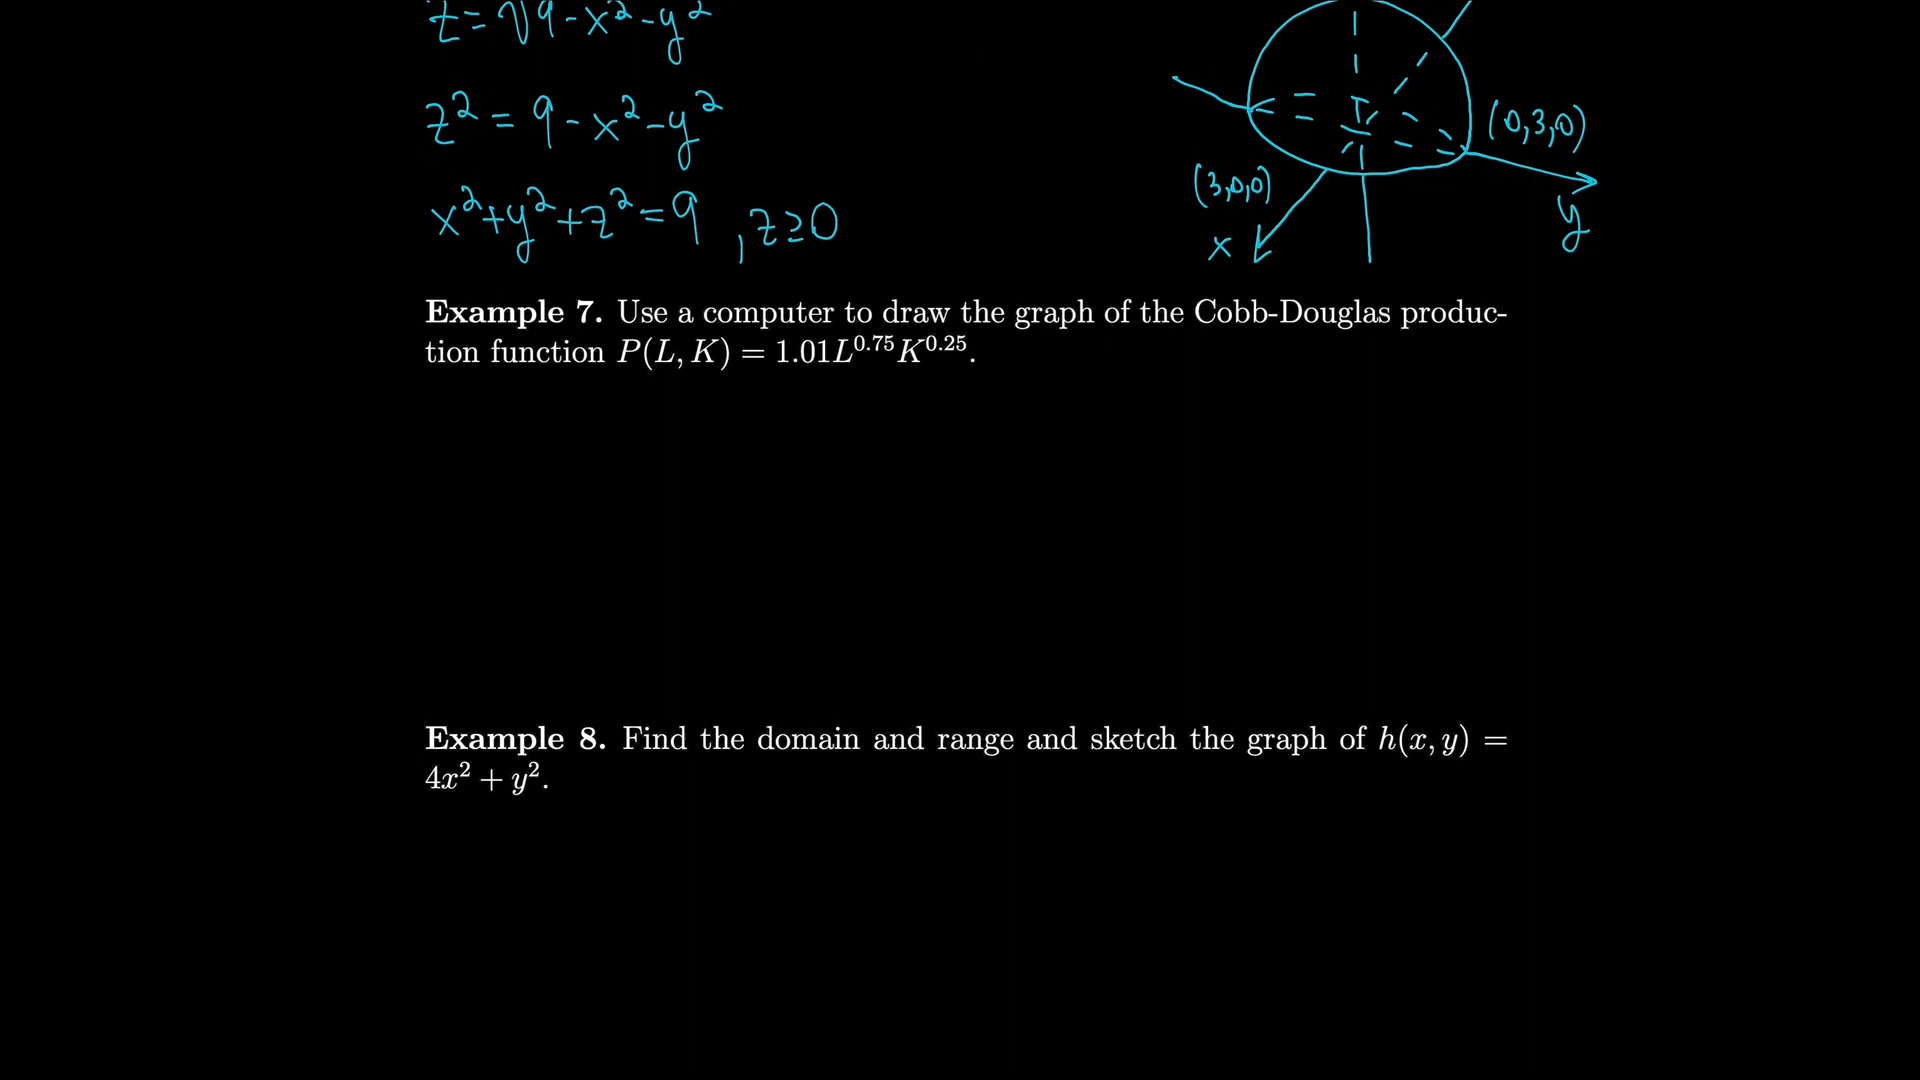 z = √9 - x² - y²
z² = 9 - x² - y²
(0,3,0)
(3,0,0)
x² + y² + z² = 9 , z ≥ 0
x
y
Example 7. Use a computer to draw the graph of the Cobb-Douglas produc-
tion function P(L, K) = 1.01L^0.75 K^0.25.
Example 8. Find the domain and range and sketch the graph of h(x, y) =
4x² + y².